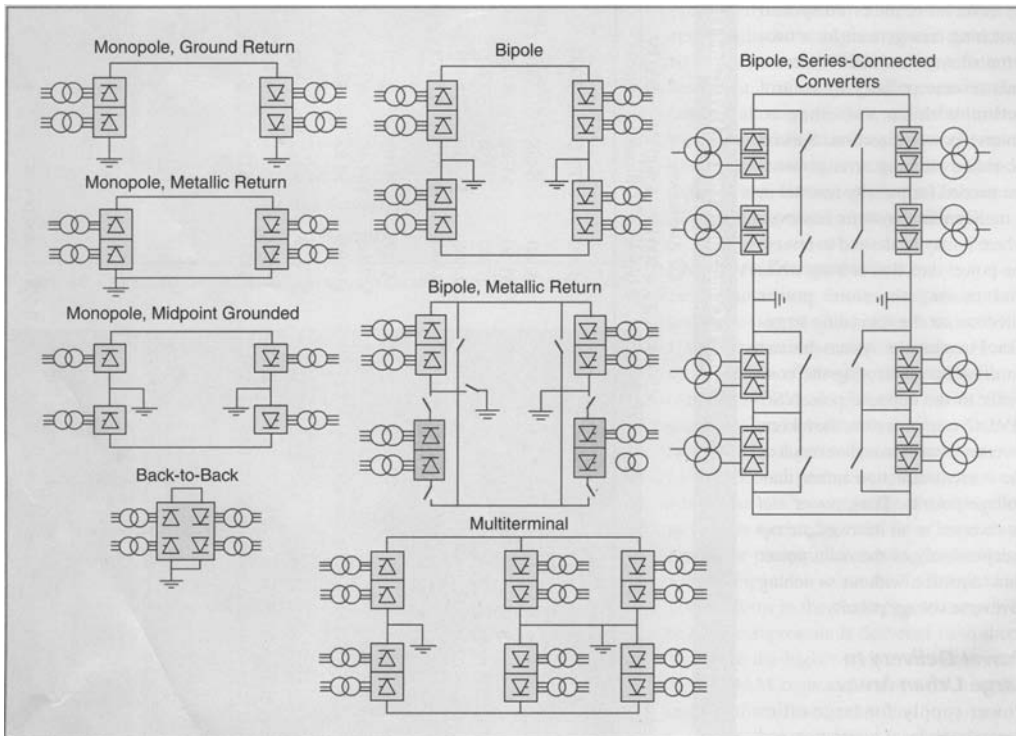 Monopole, Ground Return
Bipole
Bipole, Series-Connected
Converters
Monopole, Metallic Return
Bipole, Metallic Return
Monopole, Midpoint Grounded
Back-to-Back
Multiterminal